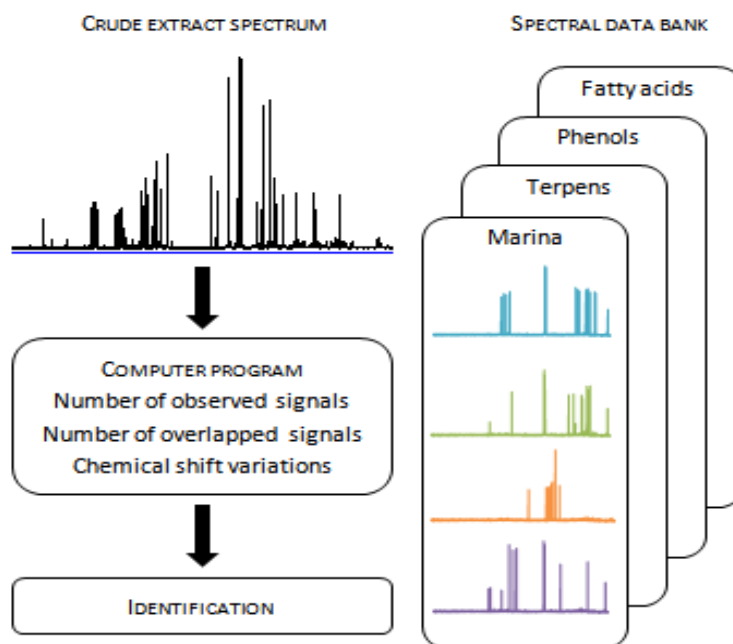 CRUDE EXTRACT SPECTRUM
COMPUTER PROGRAM
Number of observed signals
Number of overlapped signals
Chemical shift variations
IDENTIFICATION
SPECTRAL DATA BANK
Fatty acids
Phenols
Terpens
Marina